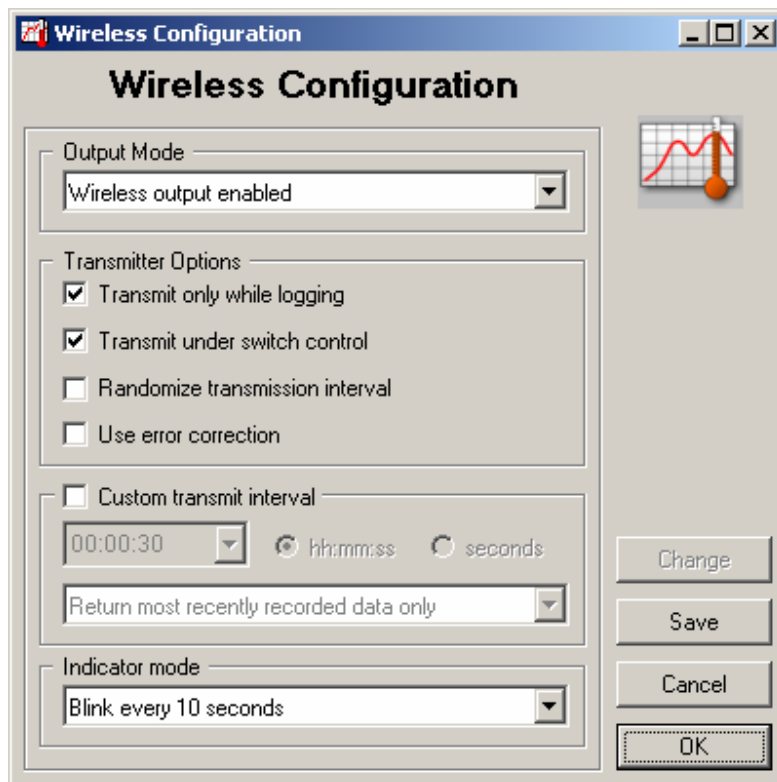 Wireless Configuration
Wireless Configuration
Output Mode
Wireless output enabled
Transmitter Options
Transmit only while logging
Transmit under switch control
Randomize transmission interval
Use error correction
Custom transmit interval
00:00:30 hh:mm:ss seconds
Return most recently recorded data only
Indicator mode
Blink every 10 seconds
Change
Save
Cancel
OK